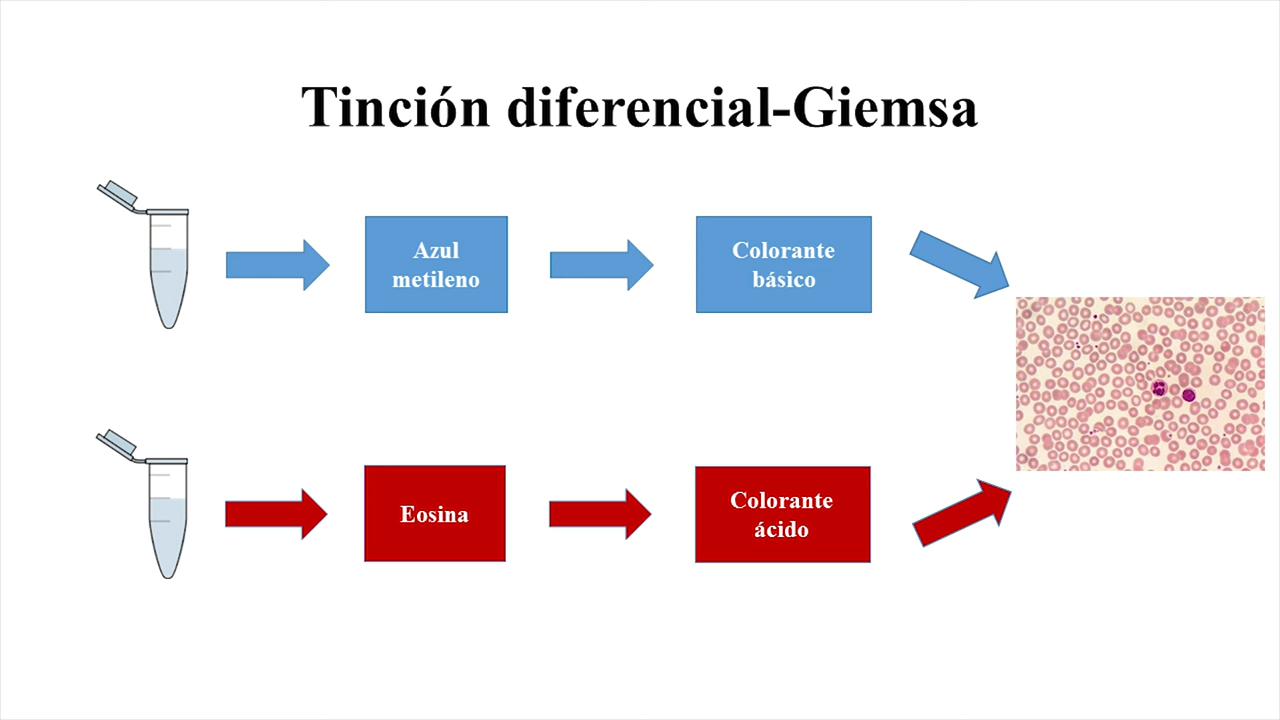 Tinción diferencial-Giemsa
Azul
metileno
Colorante
básico
Eosina
Colorante
ácido